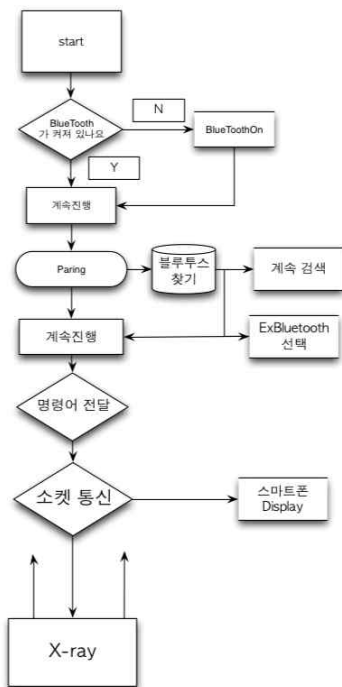 start
BlueTooth
가 켜져 있나요
N
BlueToothOn
Y
계속진행
Paring
블루투스
찾기
계속 검색
계속진행
ExBluetooth
선택
명령어 전달
소켓 통신
스마트폰
Display
X-ray